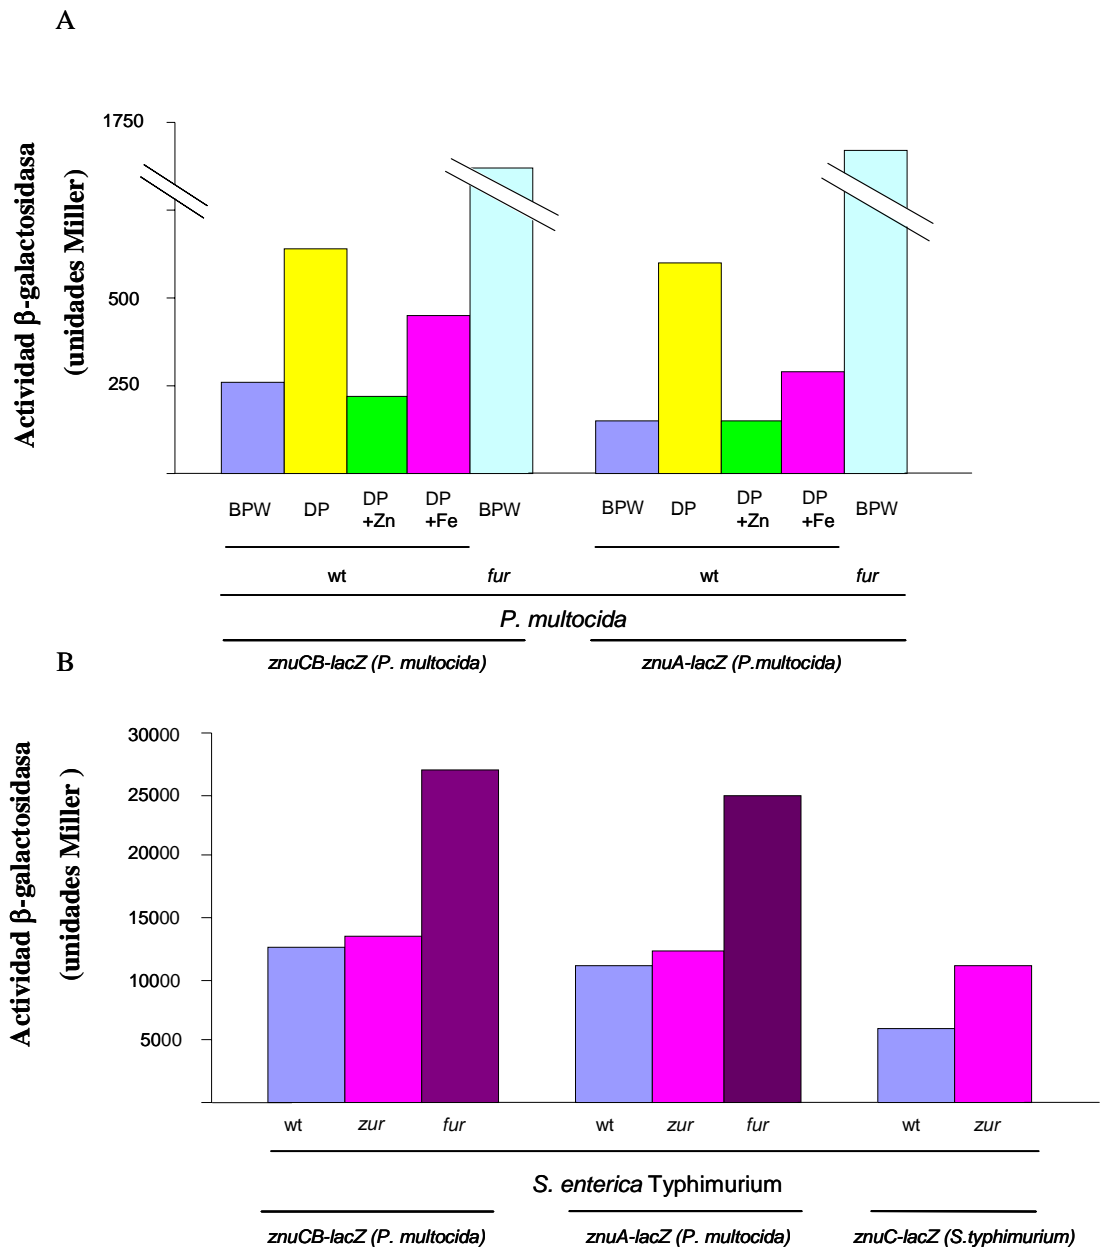 A
Actividad β-galactosidasa
(unidades Miller)
1750
500
250
BPW DP DP +Zn DP +Fe BPW BPW DP DP +Zn DP +Fe BPW
wt fur wt fur
P. multocida
znuCB-lacZ (P. multocida) znuA-lacZ (P.multocida)
B
Actividad β-galactosidasa
(unidades Miller )
30000
25000
20000
15000
10000
5000
wt zur fur wt zur fur wt zur
S. enterica Typhimurium
znuCB-lacZ (P. multocida) znuA-lacZ (P. multocida) znuC-lacZ (S.typhimurium)